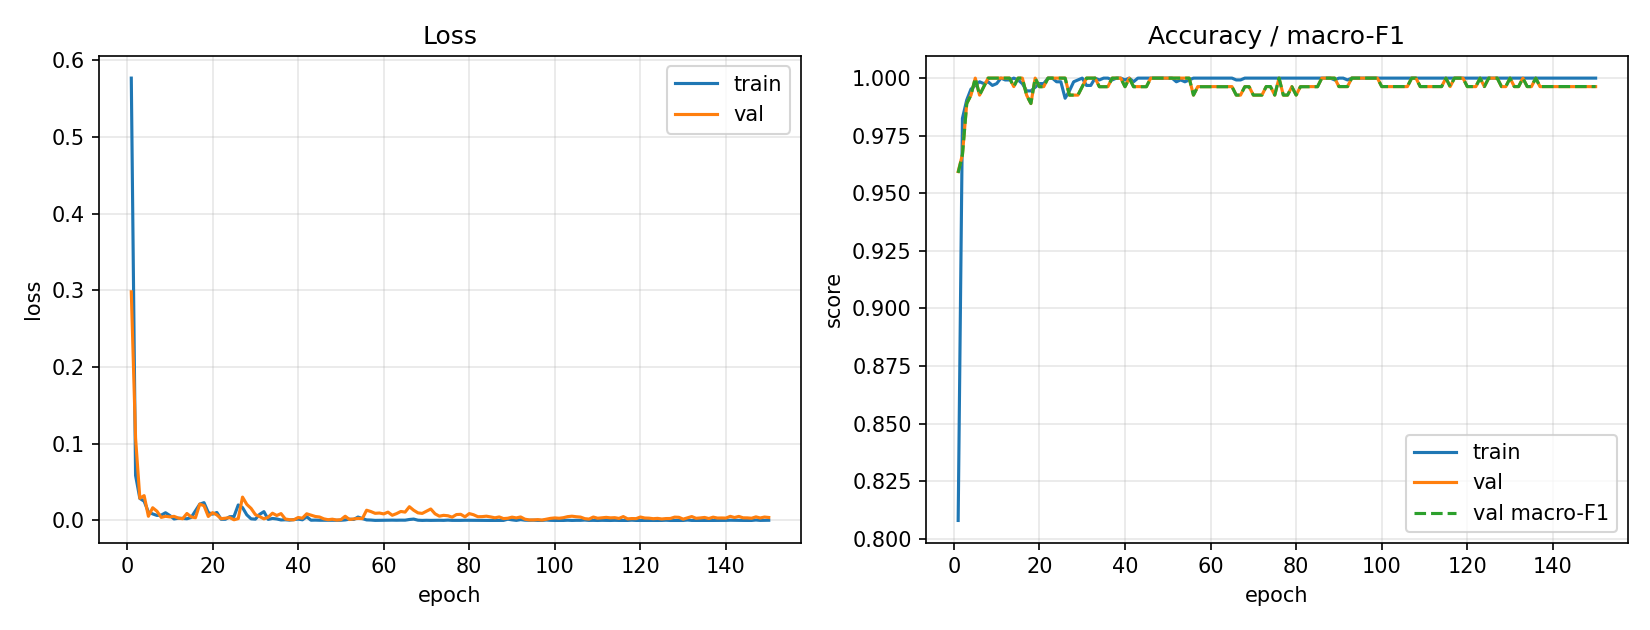 Loss
0.6
0.5
0.4
0.3
0.2
0.1
0.0
loss
train
val
0 20 40 60 80 100 120 140
epoch
Accuracy / macro-F1
1.000
0.975
0.950
0.925
0.900
0.875
0.850
0.825
0.800
score
train
val
val macro-F1
0 20 40 60 80 100 120 140
epoch